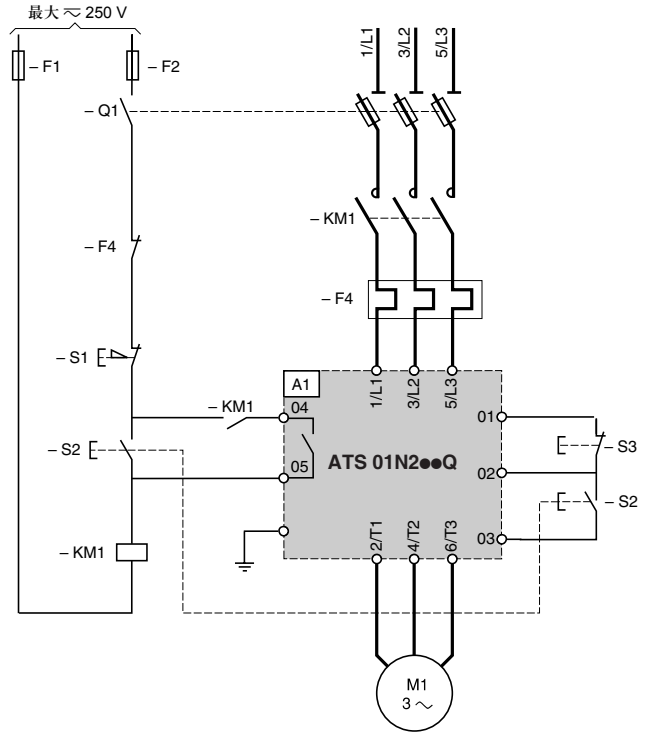 最大 ≂ 250 V
– F1
– F2
– Q1
1/L1
3/L2
5/L3
– KM1
– F4
– F4
– S1
A1
1/L1
3/L2
5/L3
– KM1
04
01
– S3
– S2
05
ATS 01N2●●Q
02
– S2
2/T1
4/T2
6/T3
03
– KM1
M1
3 ∼